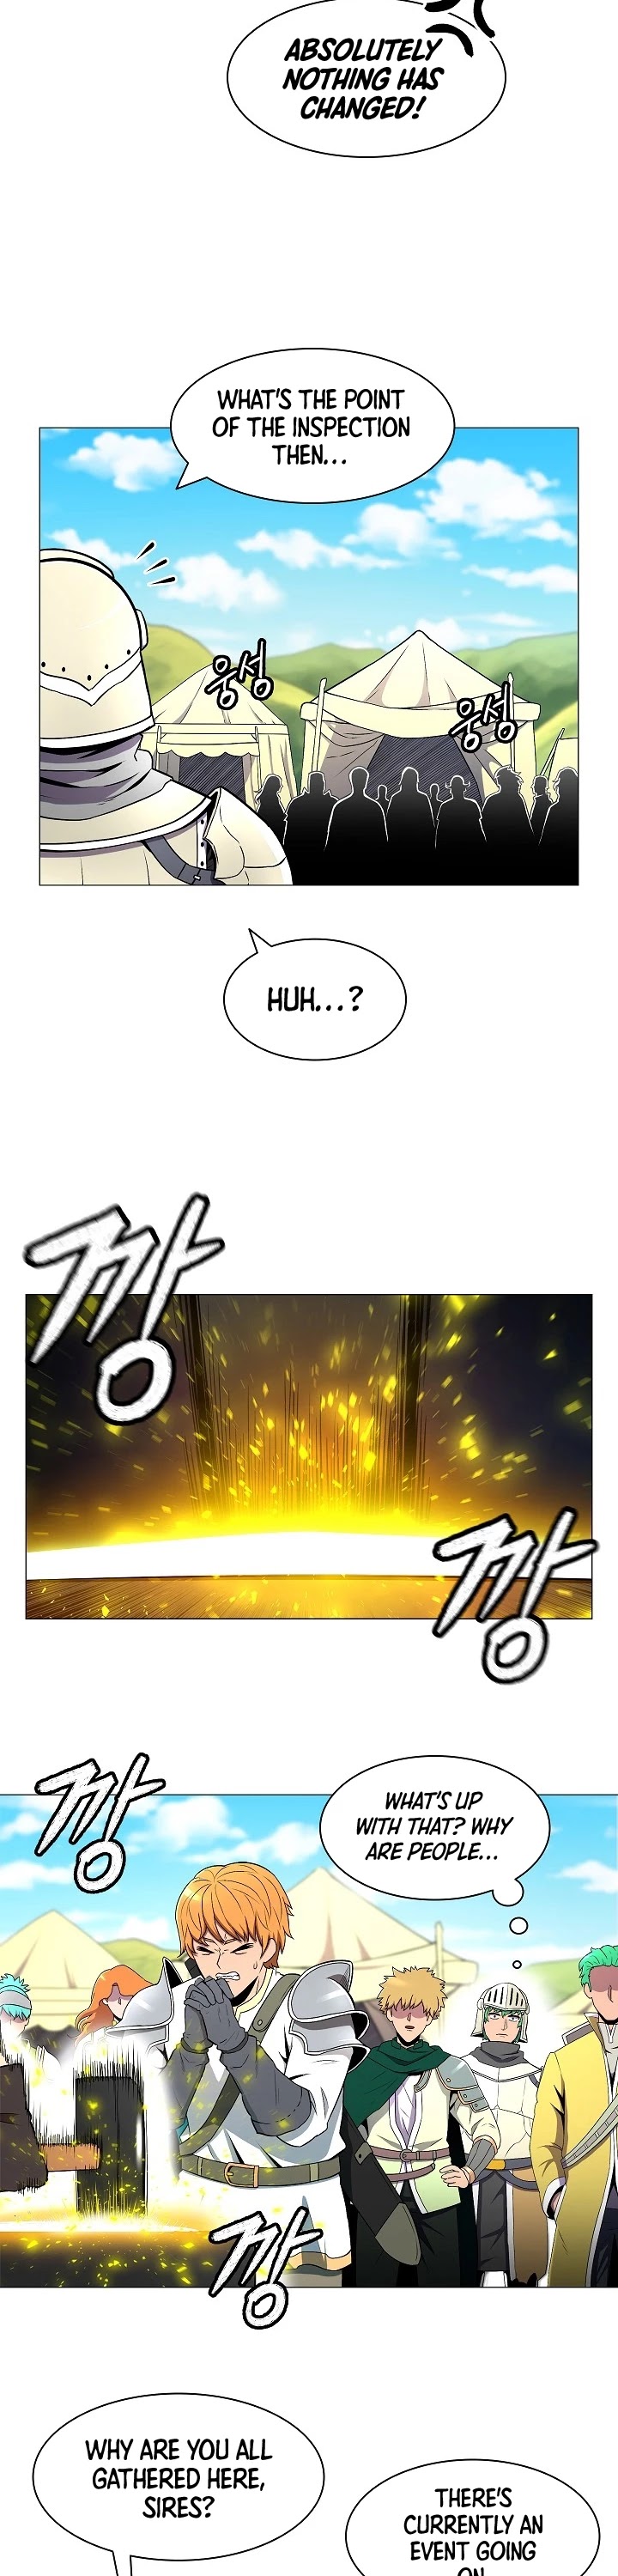 ABSOLUTELY
NOTHING HAS
CHANGED!
WHAT'S THE POINT
OF THE INSPECTION
THEN...
웅성
웅성
HUH...?
깡
깡
깡
WHAT'S UP
WITH THAT? WHY
ARE PEOPLE...
깡
WHY ARE YOU ALL
GATHERED HERE,
SIRES?
THERE'S
CURRENTLY AN
EVENT GOING
ON